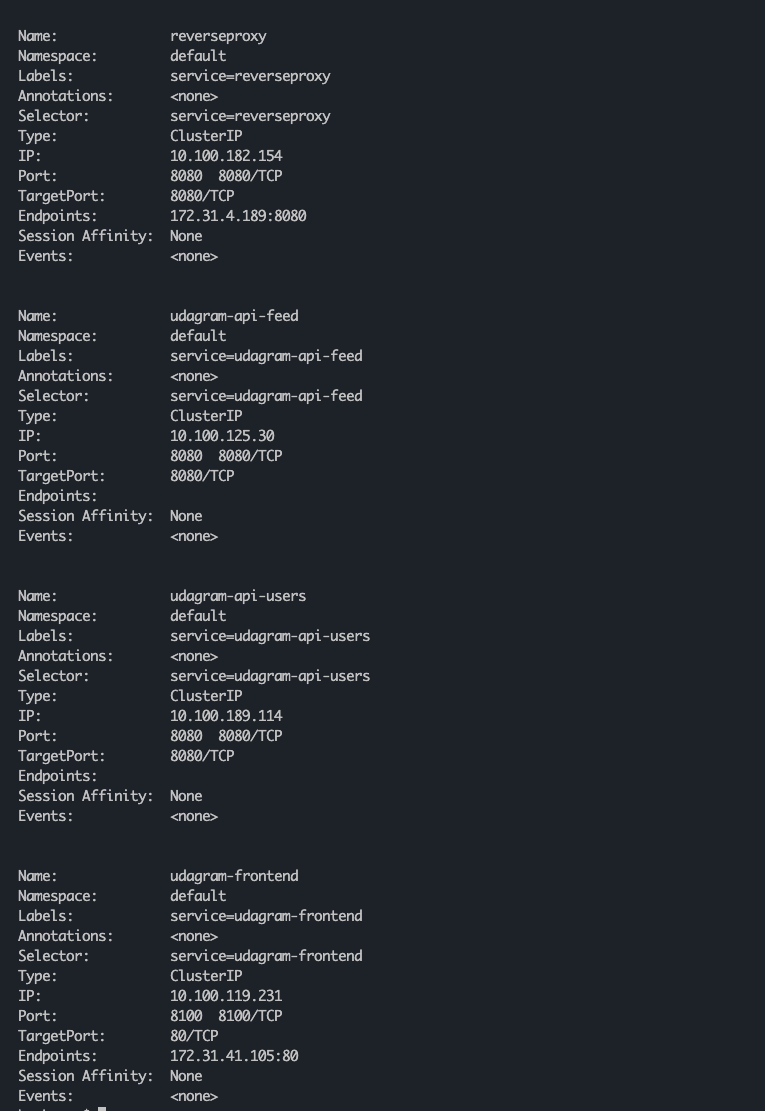 Name: reverseproxy
Namespace: default
Labels: service=reverseproxy
Annotations: <none>
Selector: service=reverseproxy
Type: ClusterIP
IP: 10.100.182.154
Port: 8080 8080/TCP
TargetPort: 8080/TCP
Endpoints: 172.31.4.189:8080
Session Affinity: None
Events: <none>
Name: udagram-api-feed
Namespace: default
Labels: service=udagram-api-feed
Annotations: <none>
Selector: service=udagram-api-feed
Type: ClusterIP
IP: 10.100.125.30
Port: 8080 8080/TCP
TargetPort: 8080/TCP
Endpoints:
Session Affinity: None
Events: <none>
Name: udagram-api-users
Namespace: default
Labels: service=udagram-api-users
Annotations: <none>
Selector: service=udagram-api-users
Type: ClusterIP
IP: 10.100.189.114
Port: 8080 8080/TCP
TargetPort: 8080/TCP
Endpoints:
Session Affinity: None
Events: <none>
Name: udagram-frontend
Namespace: default
Labels: service=udagram-frontend
Annotations: <none>
Selector: service=udagram-frontend
Type: ClusterIP
IP: 10.100.119.231
Port: 8100 8100/TCP
TargetPort: 80/TCP
Endpoints: 172.31.41.105:80
Session Affinity: None
Events: <none>